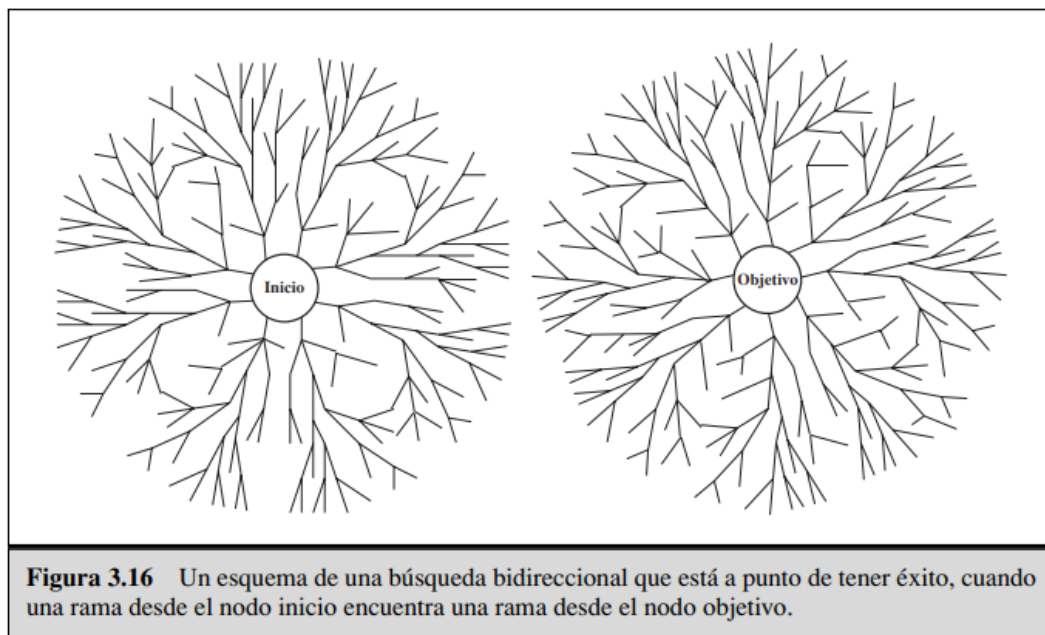 Inicio
Objetivo
Figura 3.16 Un esquema de una búsqueda bidireccional que está a punto de tener éxito, cuando
una rama desde el nodo inicio encuentra una rama desde el nodo objetivo.